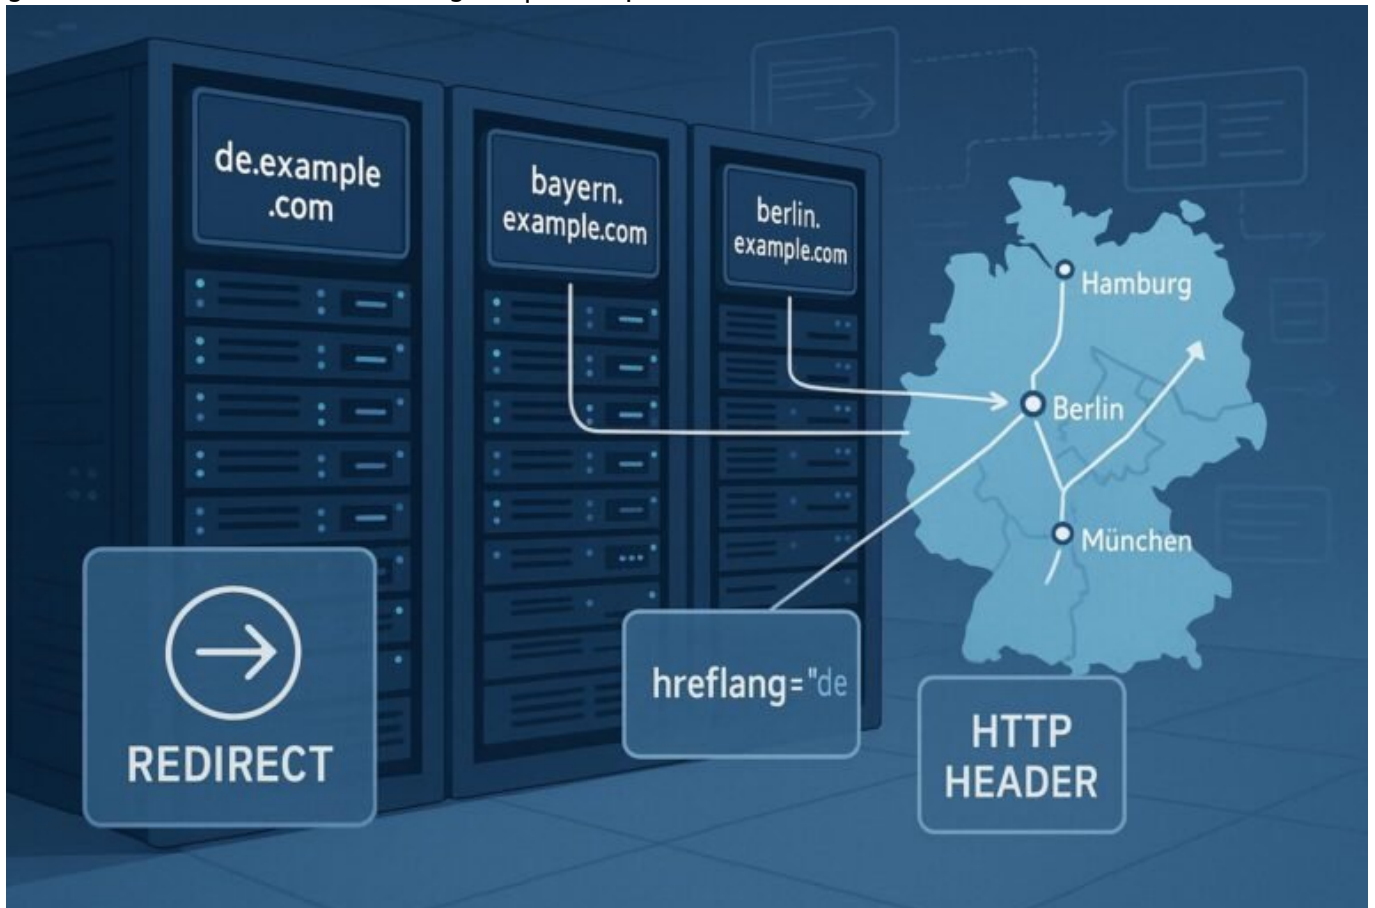 de.example
.com
bayern.
example.com
berlin.
example.com
Hamburg
Berlin
München
REDIRECT
hreflang="de
HTTP
HEADER